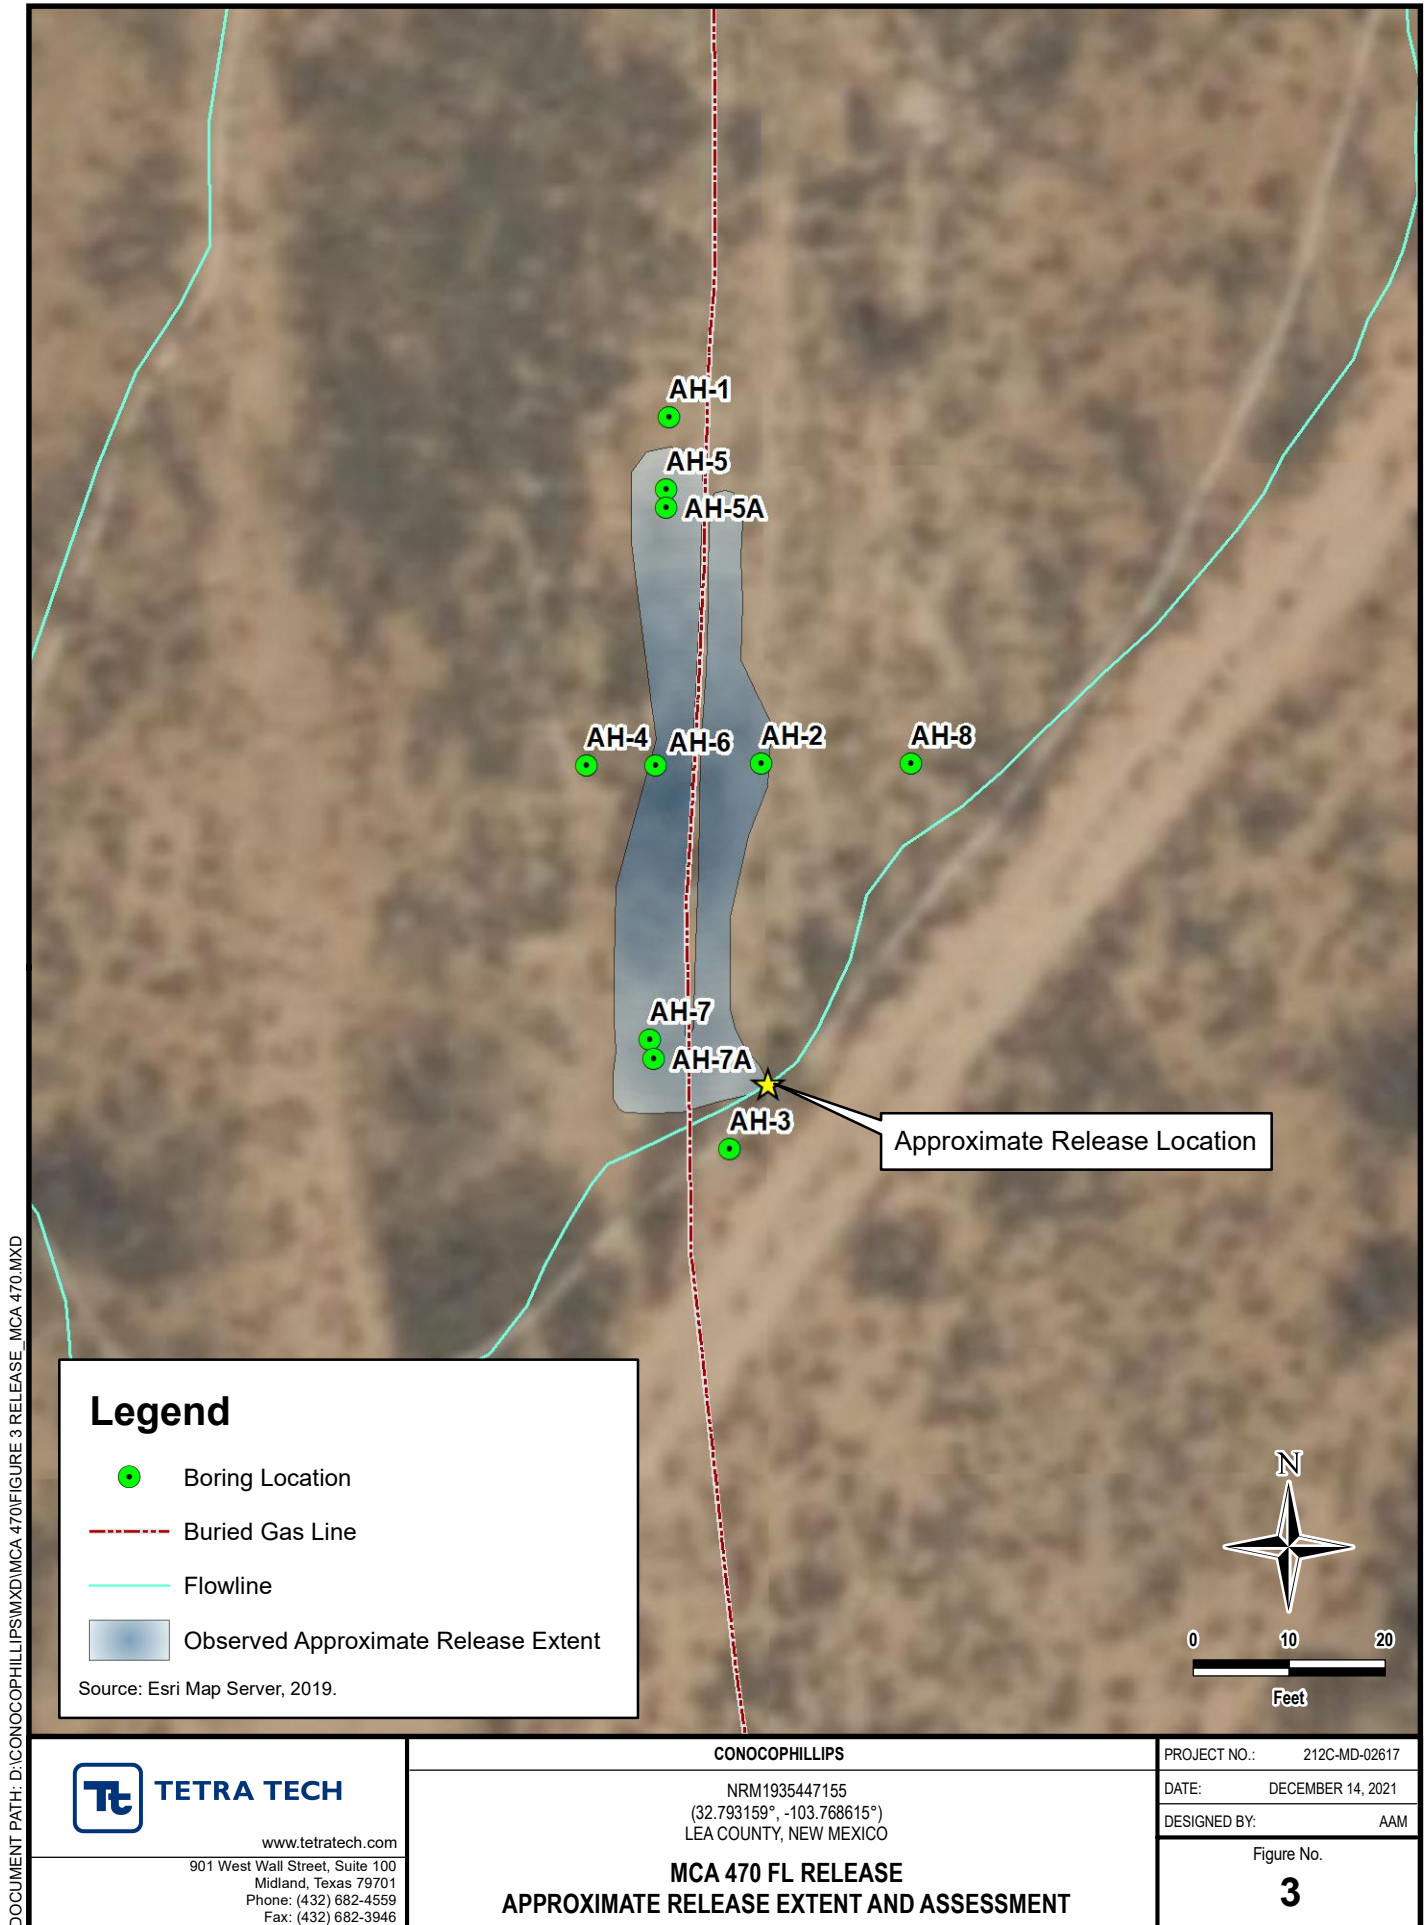 AH-1
AH-5
AH-5A
AH-4
AH-6
AH-2
AH-8
AH-7
AH-7A
AH-3
Approximate Release Location
Legend
Boring Location
Buried Gas Line
Flowline
Observed Approximate Release Extent
Source: Esri Map Server, 2019.
N
0 10 20
Feet
DOCUMENT PATH: D:\CONOCOPHILLIPS\MXD\MCA 470\FIGURE 3 RELEASE_MCA 470.MXD
Tt TETRA TECH
www.tetratech.com
901 West Wall Street, Suite 100
Midland, Texas 79701
Phone: (432) 682-4559
Fax: (432) 682-3946
CONOCOPHILLIPS
NRM1935447155
(32.793159°, -103.768615°)
LEA COUNTY, NEW MEXICO
MCA 470 FL RELEASE
APPROXIMATE RELEASE EXTENT AND ASSESSMENT
PROJECT NO.: 212C-MD-02617
DATE: DECEMBER 14, 2021
DESIGNED BY: AAM
Figure No.
3